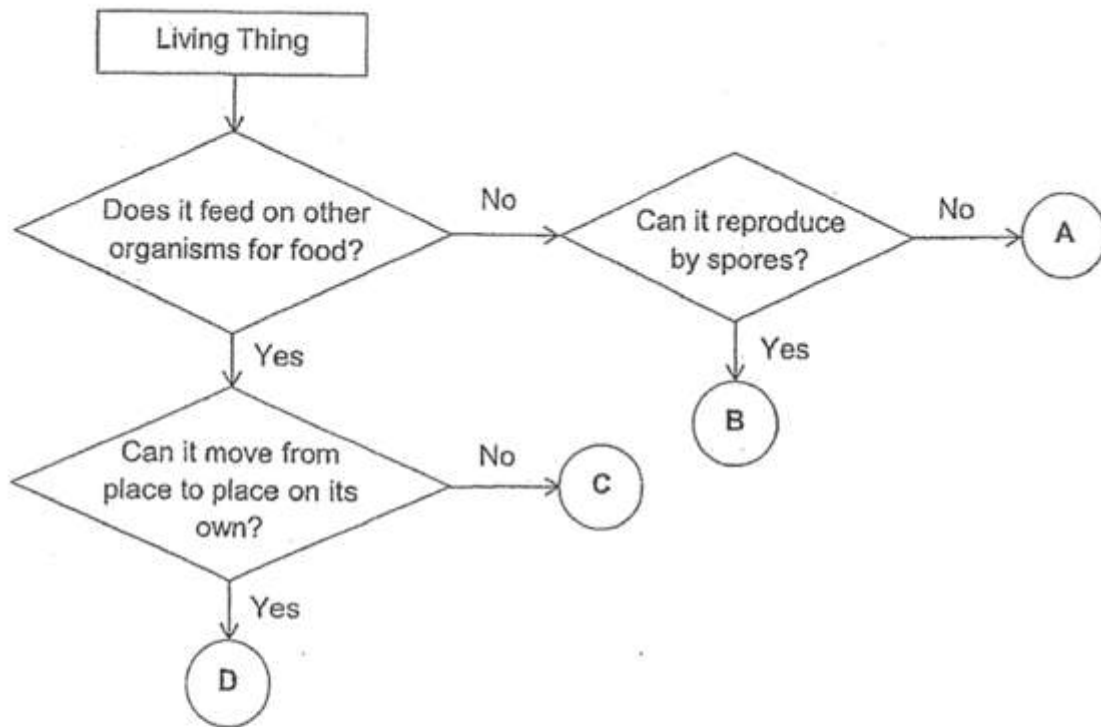 Living Thing
Does it feed on other
organisms for food?
No
Can it reproduce
by spores?
No
A
Yes
Yes
B
Can it move from
place to place on its
own?
No
C
Yes
D